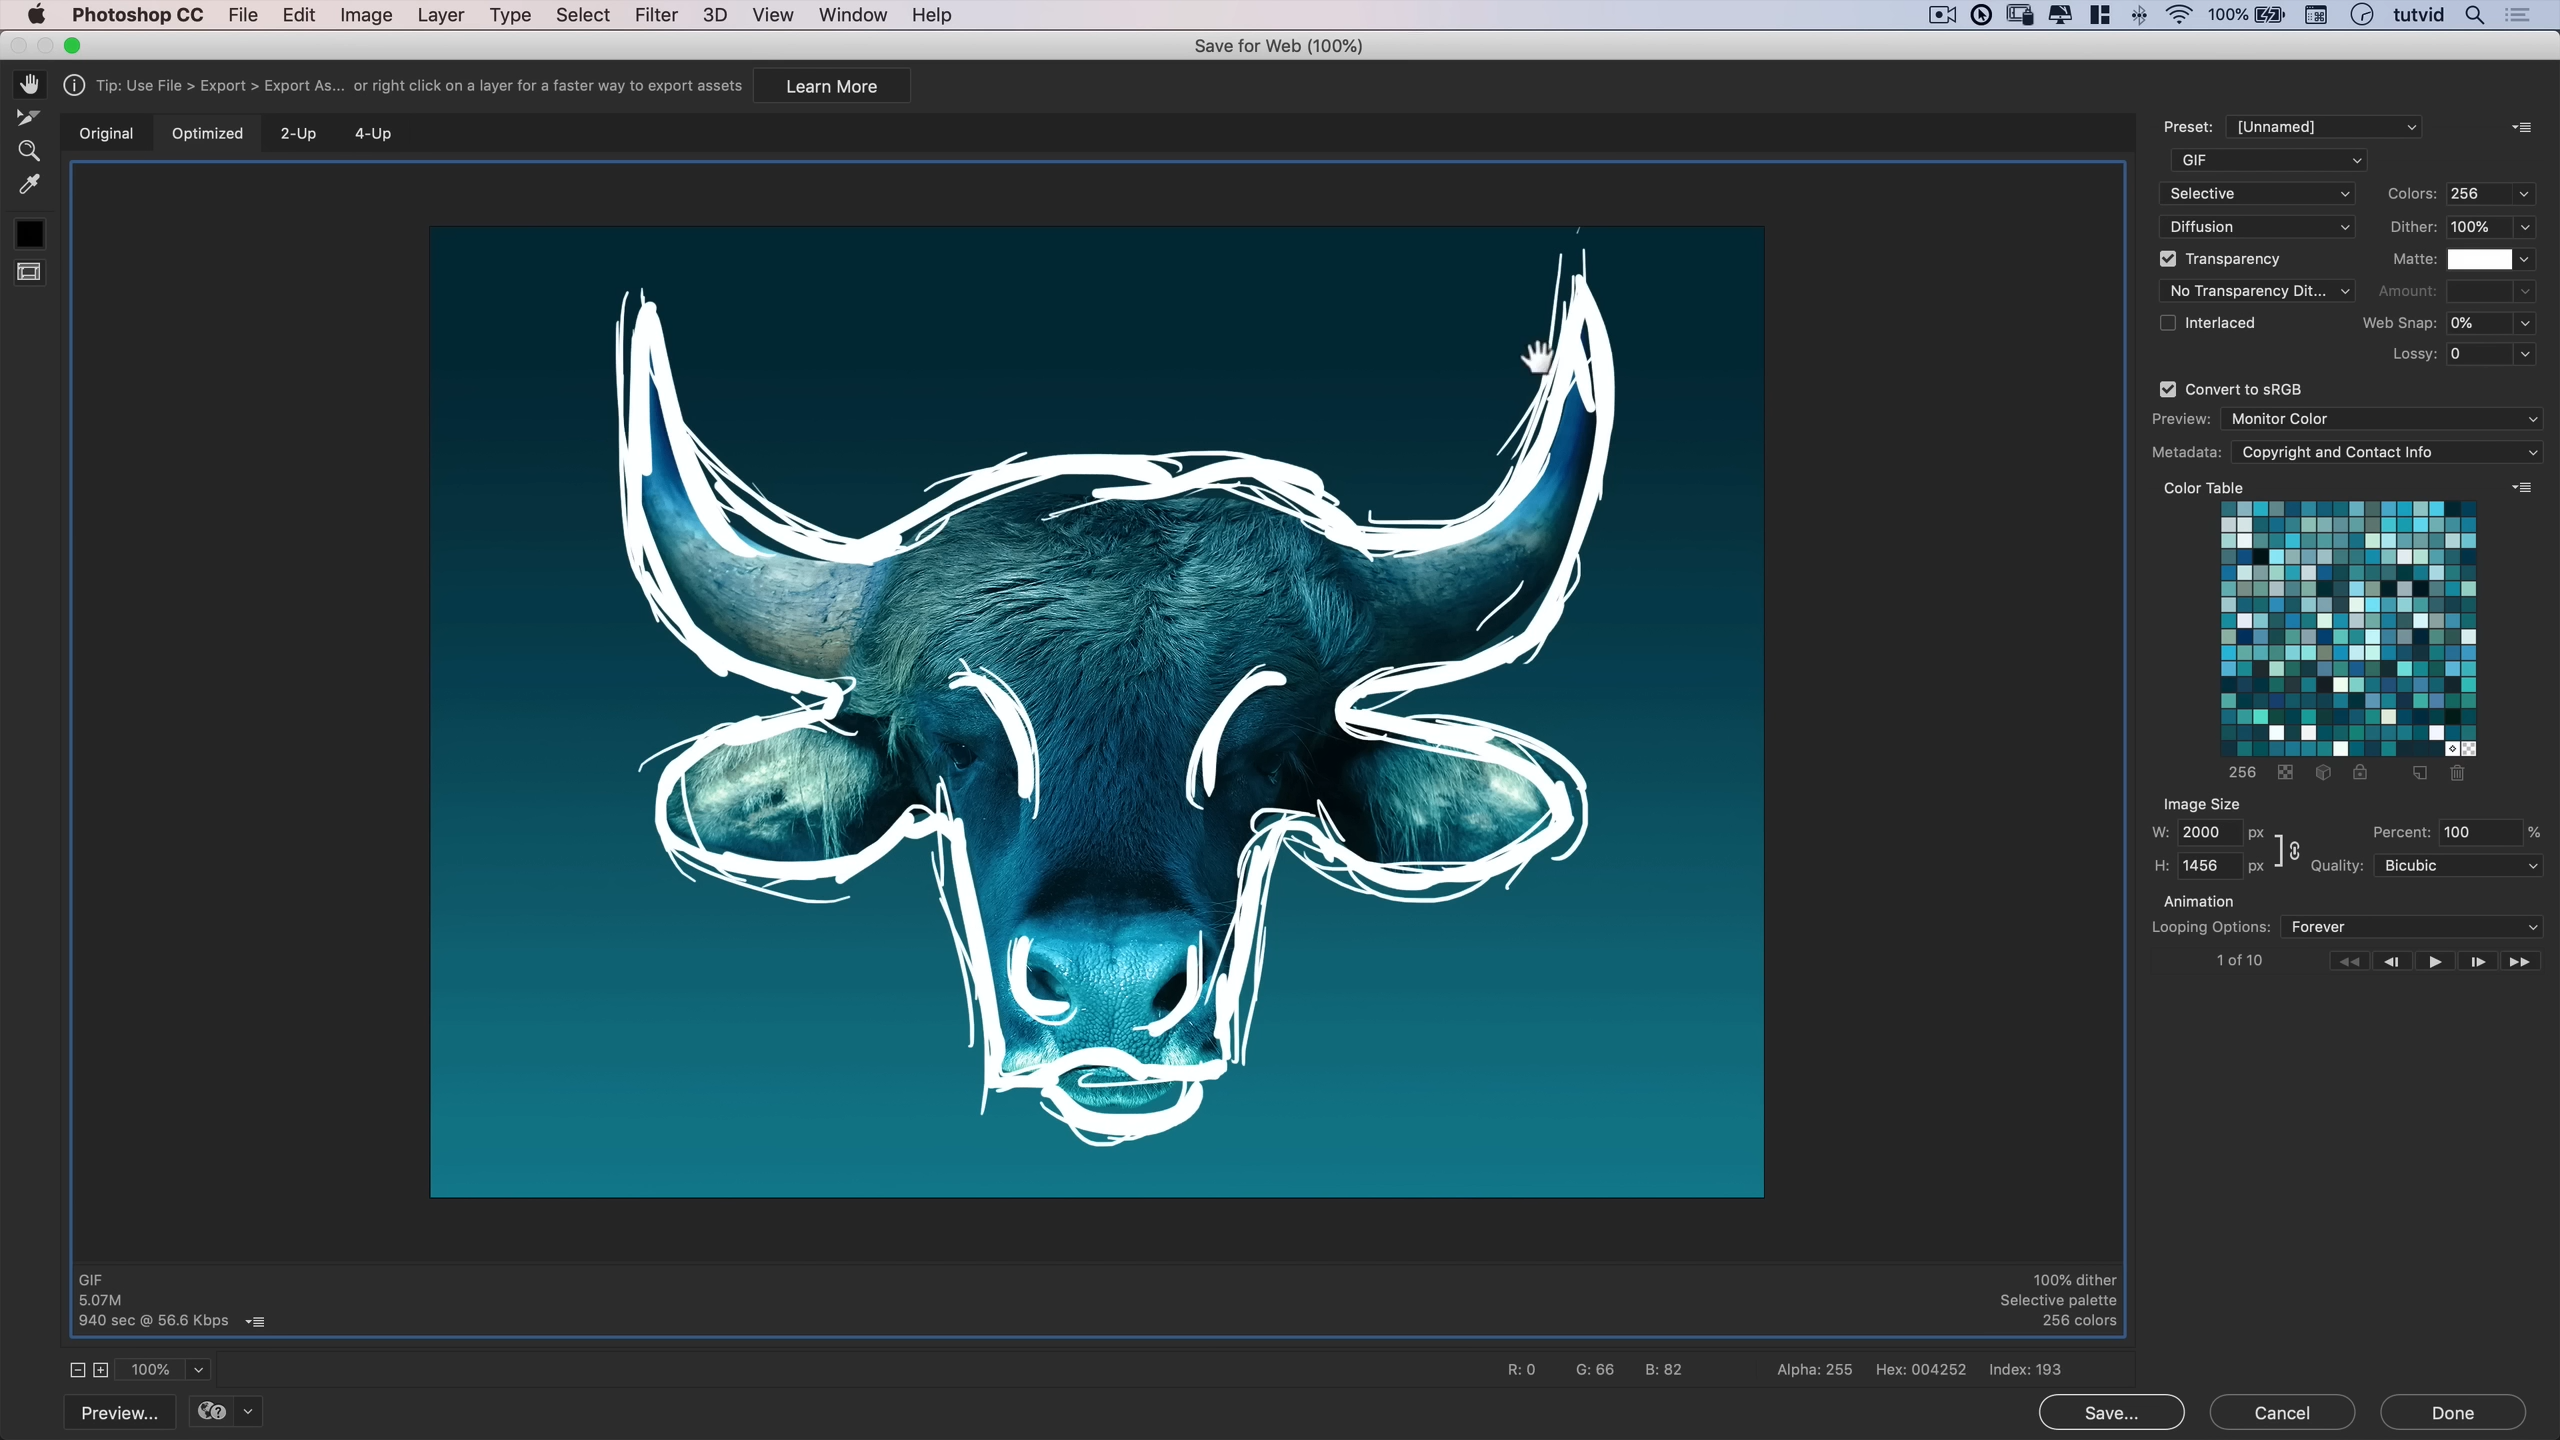 Photoshop CC File Edit Image Layer Type Select Filter 3D View Window Help 100% tutvid
Save for Web (100%)
Tip: Use File > Export > Export As... or right click on a layer for a faster way to export assets Learn More
Original Optimized 2-Up 4-Up
Preset: [Unnamed]
GIF
Selective Colors: 256
Diffusion Dither: 100%
Transparency Matte:
No Transparency Dit... Amount:
Interlaced Web Snap: 0%
Lossy: 0
Convert to sRGB
Preview: Monitor Color
Metadata: Copyright and Contact Info
Color Table
256
Image Size
W: 2000 px Percent: 100 %
H: 1456 px Quality: Bicubic
Animation
Looping Options: Forever
1 of 10
GIF 100% dither
5.07M Selective palette
940 sec @ 56.6 Kbps 256 colors
100% R: 0 G: 66 B: 82 Alpha: 255 Hex: 004252 Index: 193
Preview... Save... Cancel Done